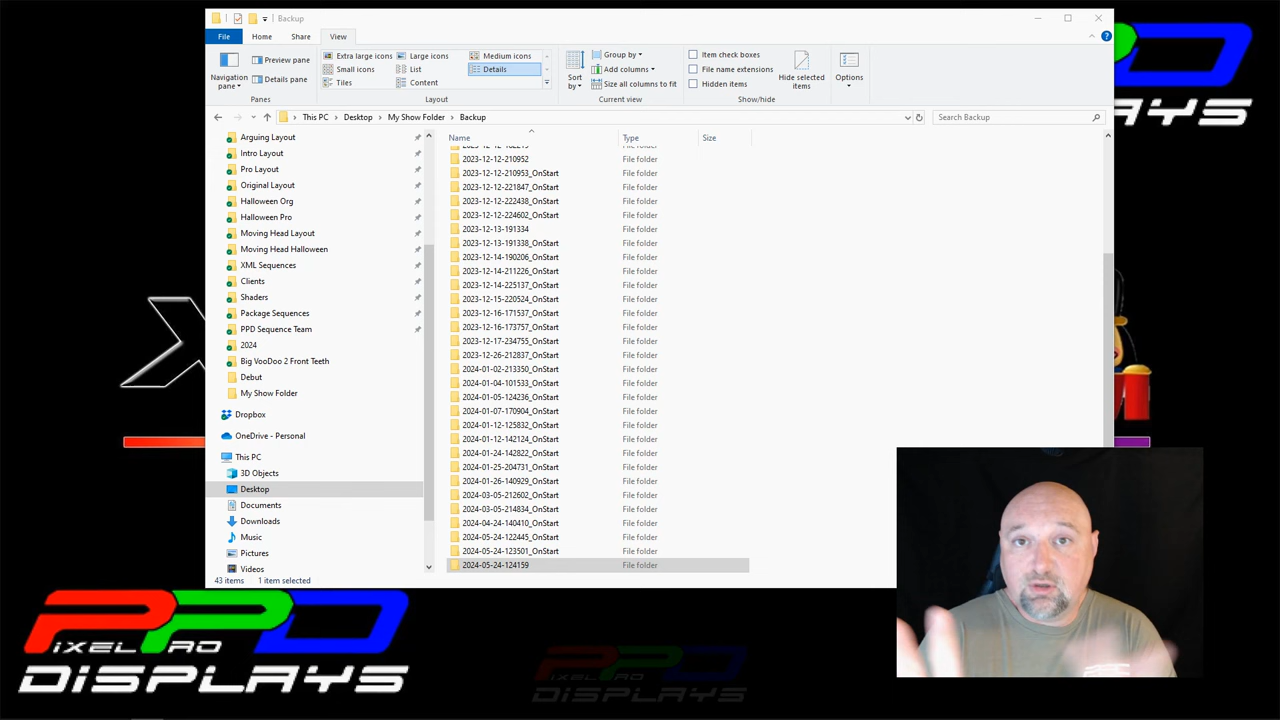 Backup
File
Home
Share
View
Navigation pane
Preview pane
Details pane
Panes
Extra large icons
Large icons
Medium icons
Small icons
List
Details
Tiles
Content
Layout
Sort by
Group by
Add columns
Size all columns to fit
Current view
Item check boxes
File name extensions
Hidden items
Hide selected items
Show/hide
Options
This PC > Desktop > My Show Folder > Backup
Search Backup
Arguing Layout
Intro Layout
Pro Layout
Original Layout
Halloween Org
Halloween Pro
Moving Head Layout
Moving Head Halloween
XML Sequences
Clients
Shaders
Package Sequences
PPD Sequence Team
2024
Big VooDoo 2 Front Teeth
Debut
My Show Folder
Dropbox
OneDrive - Personal
This PC
3D Objects
Desktop
Documents
Downloads
Music
Pictures
Videos
Name Type Size
2023-12-12-210952 File folder
2023-12-12-210953_OnStart File folder
2023-12-12-221847_OnStart File folder
2023-12-12-222438_OnStart File folder
2023-12-12-224602_OnStart File folder
2023-12-13-191334 File folder
2023-12-13-191338_OnStart File folder
2023-12-14-190206_OnStart File folder
2023-12-14-211226_OnStart File folder
2023-12-14-225137_OnStart File folder
2023-12-15-220524_OnStart File folder
2023-12-16-171537_OnStart File folder
2023-12-16-173757_OnStart File folder
2023-12-17-234755_OnStart File folder
2023-12-26-212837_OnStart File folder
2024-01-02-213350_OnStart File folder
2024-01-04-101533_OnStart File folder
2024-01-05-124236_OnStart File folder
2024-01-07-170904_OnStart File folder
2024-01-12-125832_OnStart File folder
2024-01-12-142124_OnStart File folder
2024-01-24-142822_OnStart File folder
2024-01-25-204731_OnStart File folder
2024-01-26-140929_OnStart File folder
2024-03-05-212602_OnStart File folder
2024-03-05-214834_OnStart File folder
2024-04-24-140410_OnStart File folder
2024-05-24-122445_OnStart File folder
2024-05-24-123501_OnStart File folder
2024-05-24-124159 File folder
43 items 1 item selected
PIXEL PRO
DISPLAYS